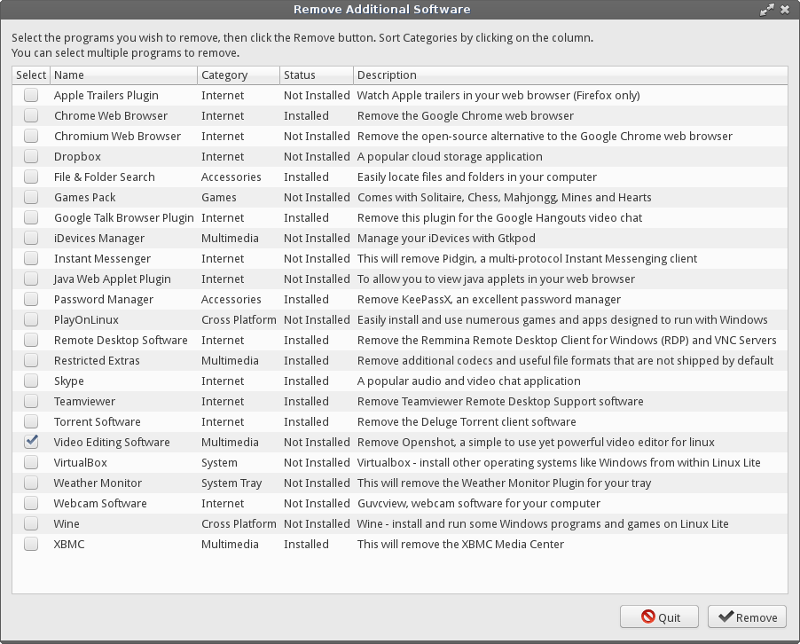 Remove Additional Software
Select the programs you wish to remove, then click the Remove button. Sort Categories by clicking on the column.
You can select multiple programs to remove.
Select Name Category Status Description
Apple Trailers Plugin Internet Not Installed Watch Apple trailers in your web browser (Firefox only)
Chrome Web Browser Internet Installed Remove the Google Chrome web browser
Chromium Web Browser Internet Not Installed Remove the open-source alternative to the Google Chrome web browser
Dropbox Internet Not Installed A popular cloud storage application
File & Folder Search Accessories Installed Easily locate files and folders in your computer
Games Pack Games Not Installed Comes with Solitaire, Chess, Mahjongg, Mines and Hearts
Google Talk Browser Plugin Internet Installed Remove this plugin for the Google Hangouts video chat
iDevices Manager Multimedia Not Installed Manage your iDevices with Gtkpod
Instant Messenger Internet Not Installed This will remove Pidgin, a multi-protocol Instant Messenging client
Java Web Applet Plugin Internet Not Installed To allow you to view java applets in your web browser
Password Manager Accessories Installed Remove KeePassX, an excellent password manager
PlayOnLinux Cross Platform Not Installed Easily install and use numerous games and apps designed to run with Windows
Remote Desktop Software Internet Installed Remove the Remmina Remote Desktop Client for Windows (RDP) and VNC Servers
Restricted Extras Multimedia Installed Remove additional codecs and useful file formats that are not shipped by default
Skype Internet Installed A popular audio and video chat application
Teamviewer Internet Installed Remove Teamviewer Remote Desktop Support software
Torrent Software Internet Installed Remove the Deluge Torrent client software
Video Editing Software Multimedia Not Installed Remove Openshot, a simple to use yet powerful video editor for linux
VirtualBox System Not Installed Virtualbox - install other operating systems like Windows from within Linux Lite
Weather Monitor System Tray Not Installed This will remove the Weather Monitor Plugin for your tray
Webcam Software Internet Not Installed Guvcview, webcam software for your computer
Wine Cross Platform Not Installed Wine - install and run some Windows programs and games on Linux Lite
XBMC Multimedia Installed This will remove the XBMC Media Center
Quit Remove